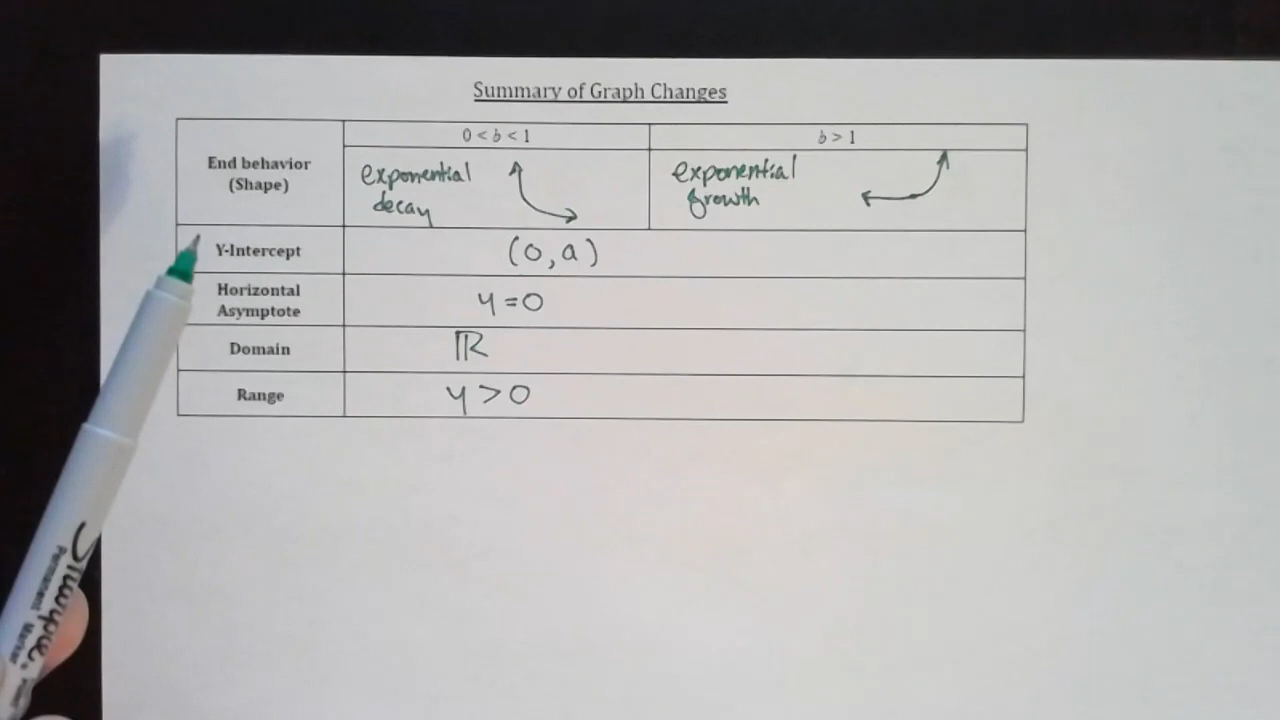 Summary of Graph Changes
End behavior
(Shape)
0 < b < 1
b > 1
exponential
decay
exponential
growth
Y-Intercept
(0, a)
Horizontal
Asymptote
y = 0
Domain
ℝ
Range
y > 0
Sharpie
Permanent Marker